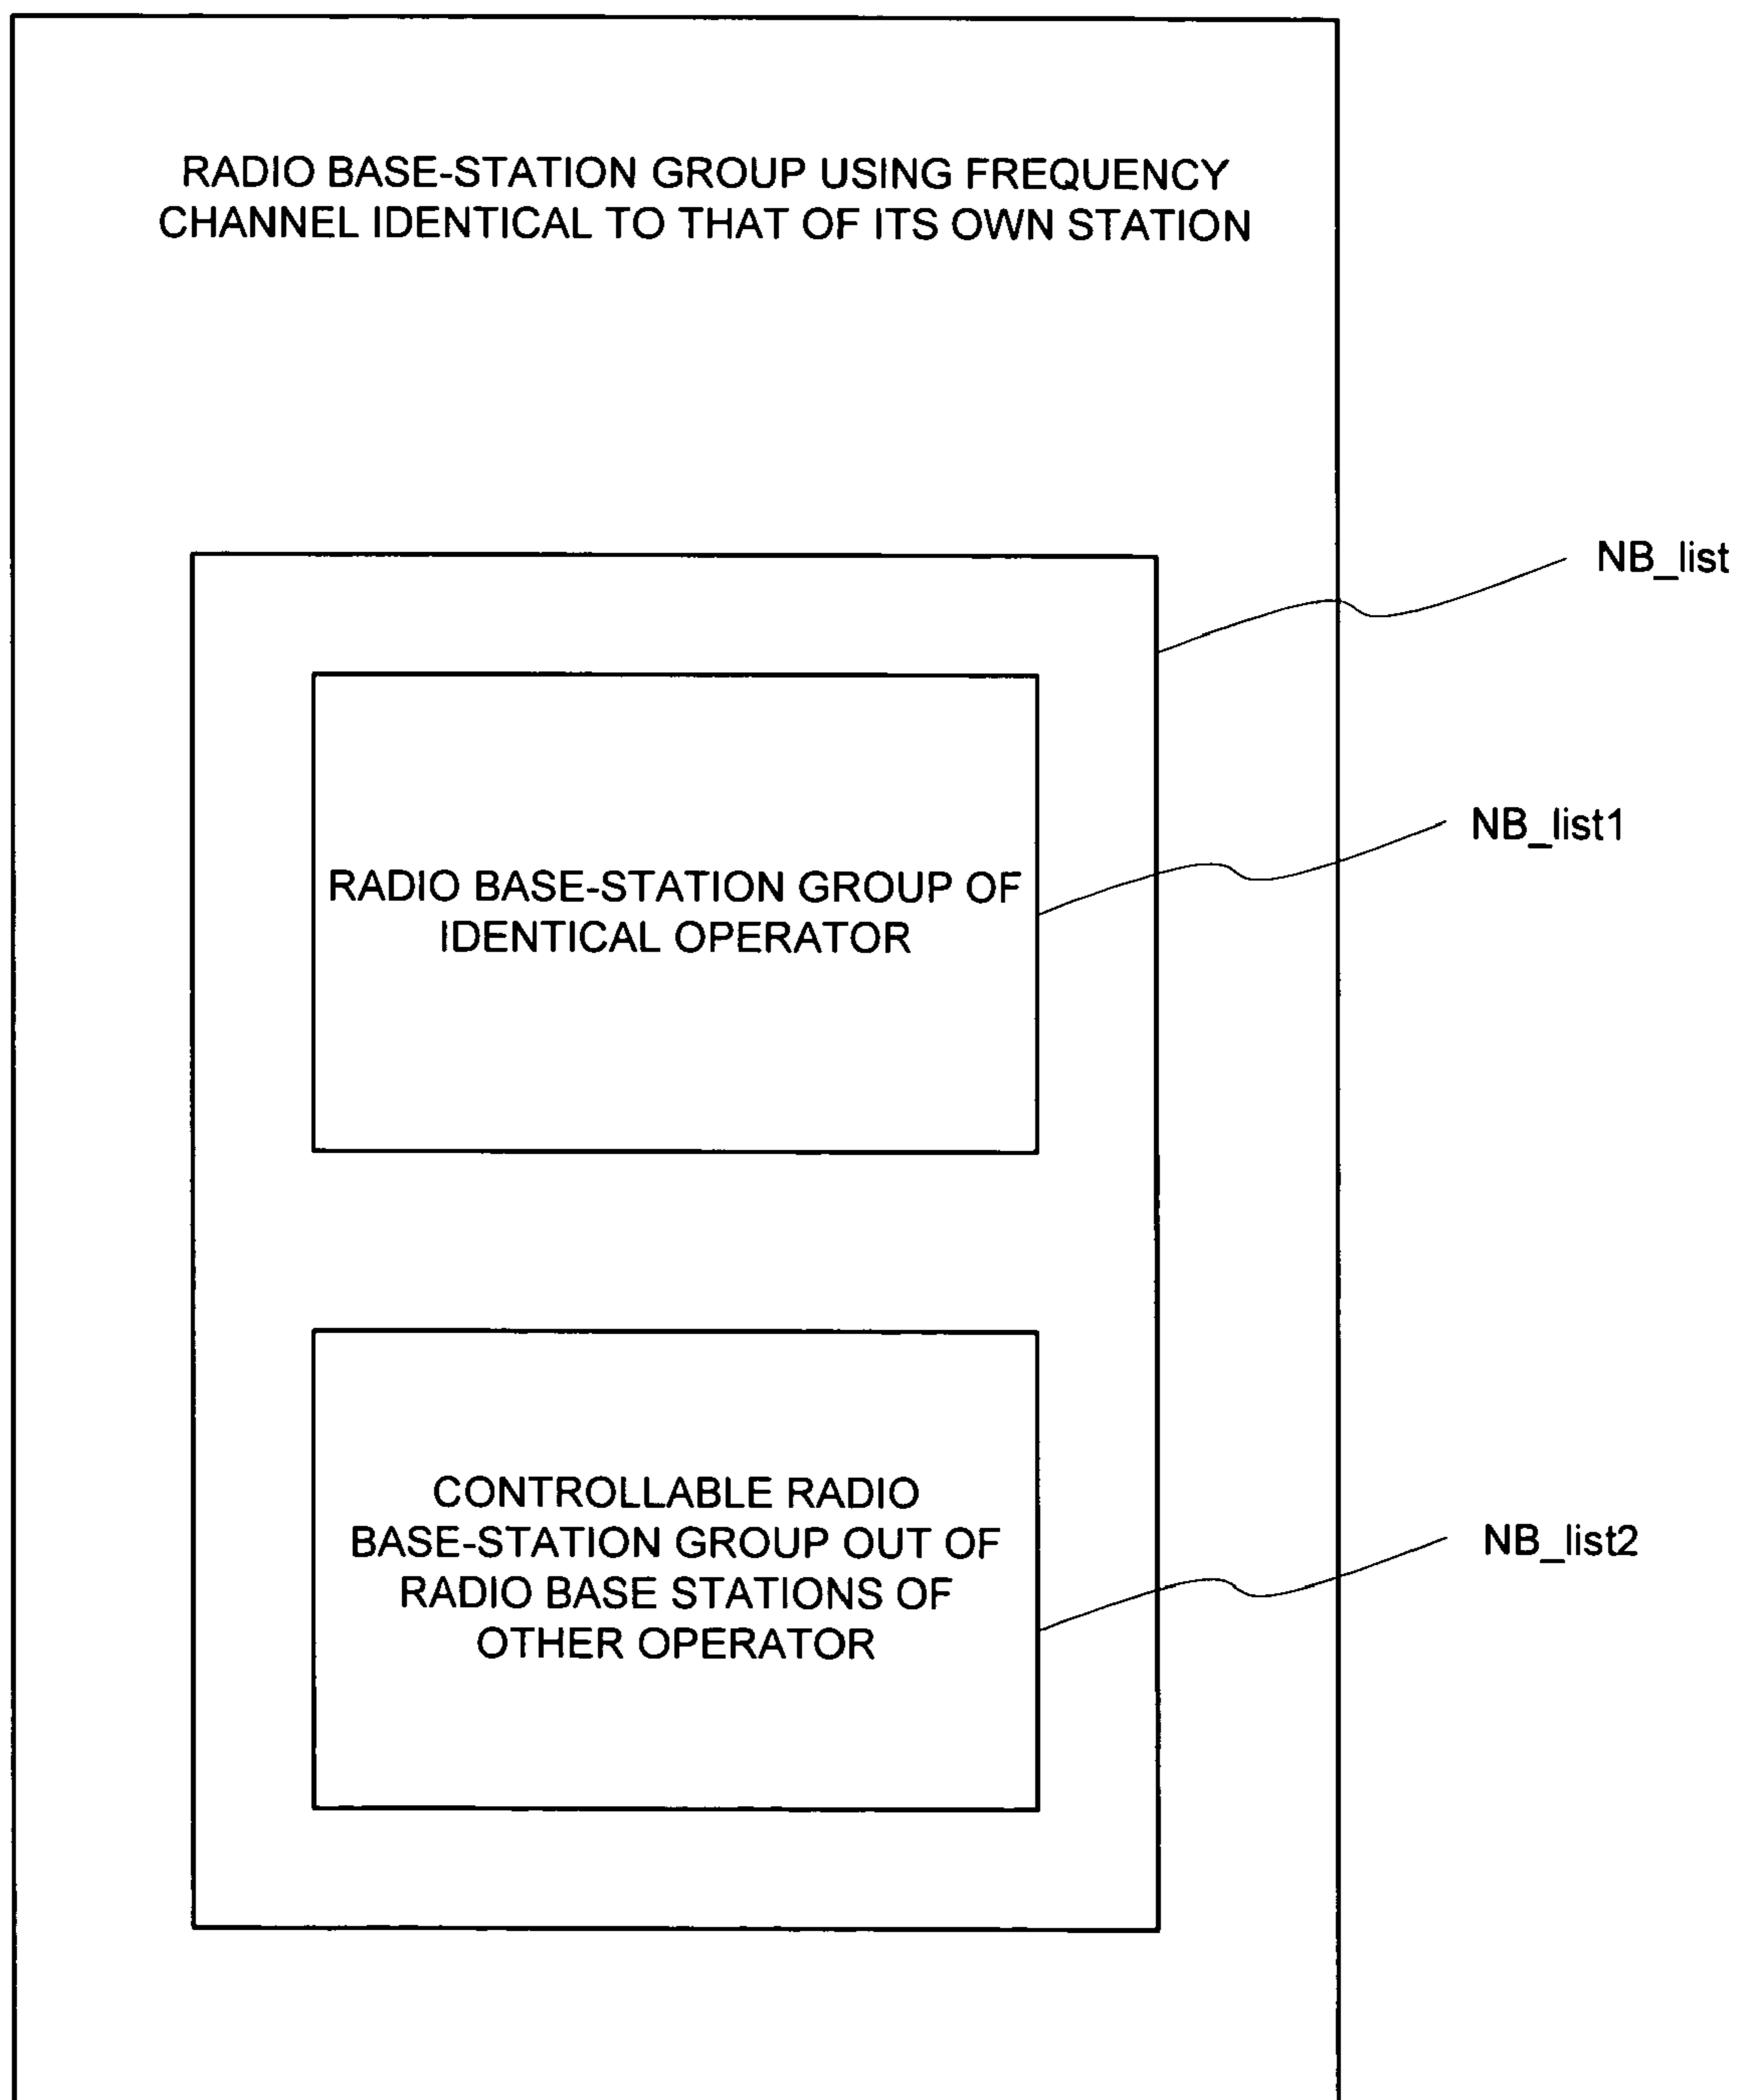 RADIO BASE-STATION GROUP USING FREQUENCY
CHANNEL IDENTICAL TO THAT OF ITS OWN STATION
NB_list
NB_list1
RADIO BASE-STATION GROUP OF
IDENTICAL OPERATOR
CONTROLLABLE RADIO
BASE-STATION GROUP OUT OF
RADIO BASE STATIONS OF
OTHER OPERATOR
NB_list2